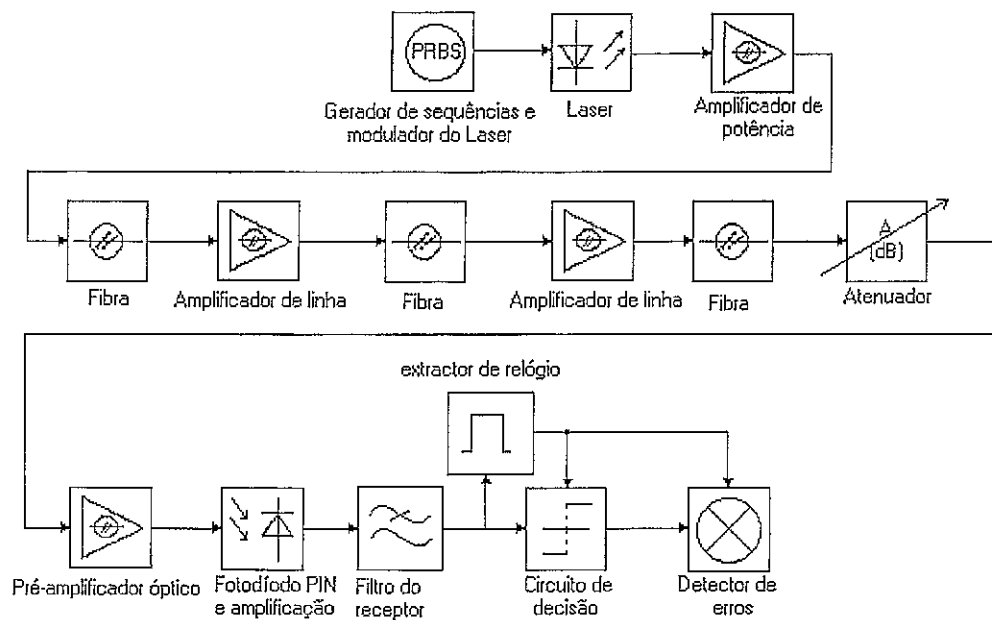 PRBS
Gerador de sequências e
modulador do Laser
Laser
Amplificador de
potência
Fibra
Amplificador de linha
Fibra
Amplificador de linha
Fibra
A
(dB)
Atenuador
extractor de relógio
Pré-amplificador óptico
Fotodíodo PIN
e amplificação
Filtro do
receptor
Circuito de
decisão
Detector de
erros